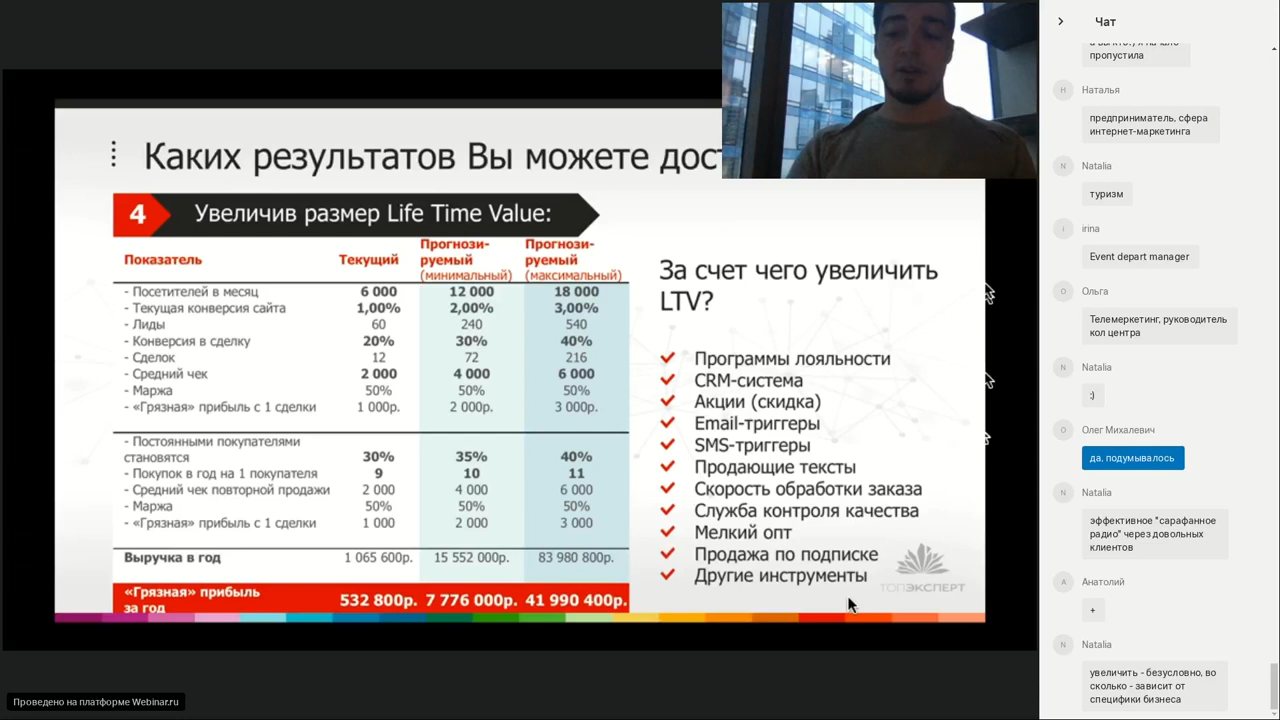 Каких результатов Вы можете
4
Увеличив размер Life Time Value:
Показатель Текущий Прогнози-руемый (минимальный) Прогнози-руемый (максимальный)
- Посетителей в месяц 6 000 12 000 18 000
- Текущая конверсия сайта 1,00% 2,00% 3,00%
- Лиды 60 240 540
- Конверсия в сделку 20% 30% 40%
- Сделок 12 72 216
- Средний чек 2 000 4 000 6 000
- Маржа 50% 50% 50%
- «Грязная» прибыль с 1 сделки 1 000р. 2 000р. 3 000р.
- Постоянными покупателями
становятся 30% 35% 40%
- Покупок в год на 1 покупателя 9 10 11
- Средний чек повторной продажи 2 000 4 000 6 000
- Маржа 50% 50% 50%
- «Грязная» прибыль с 1 сделки 1 000 2 000 3 000
Выручка в год 1 065 600р. 15 552 000р. 83 980 800р.
«Грязная» прибыль
за год 532 800р. 7 776 000р. 41 990 400р.
За счет чего увеличить
LTV?
Программы лояльности
CRM-система
Акции (скидка)
Email-триггеры
SMS-триггеры
Продающие тексты
Скорость обработки заказа
Служба контроля качества
Мелкий опт
Продажа по подписке
Другие инструменты
ТОПЭКСПЕРТ
Проведено на платформе Webinar.ru
Чат
пропустила
Н
Наталья
предприниматель, сфера
интернет-маркетинга
N
Natalia
туризм
i
irina
Event depart manager
О
Ольга
Телемаркетинг, руководитель
кол центра
N
Natalia
:)
О
Олег Михалевич
да, подумывалось
N
Natalia
эффективное "сарафанное
радио" через довольных
клиентов
А
Анатолий
+
N
Natalia
увеличить - безусловно, во
сколько - зависит от
специфики бизнеса